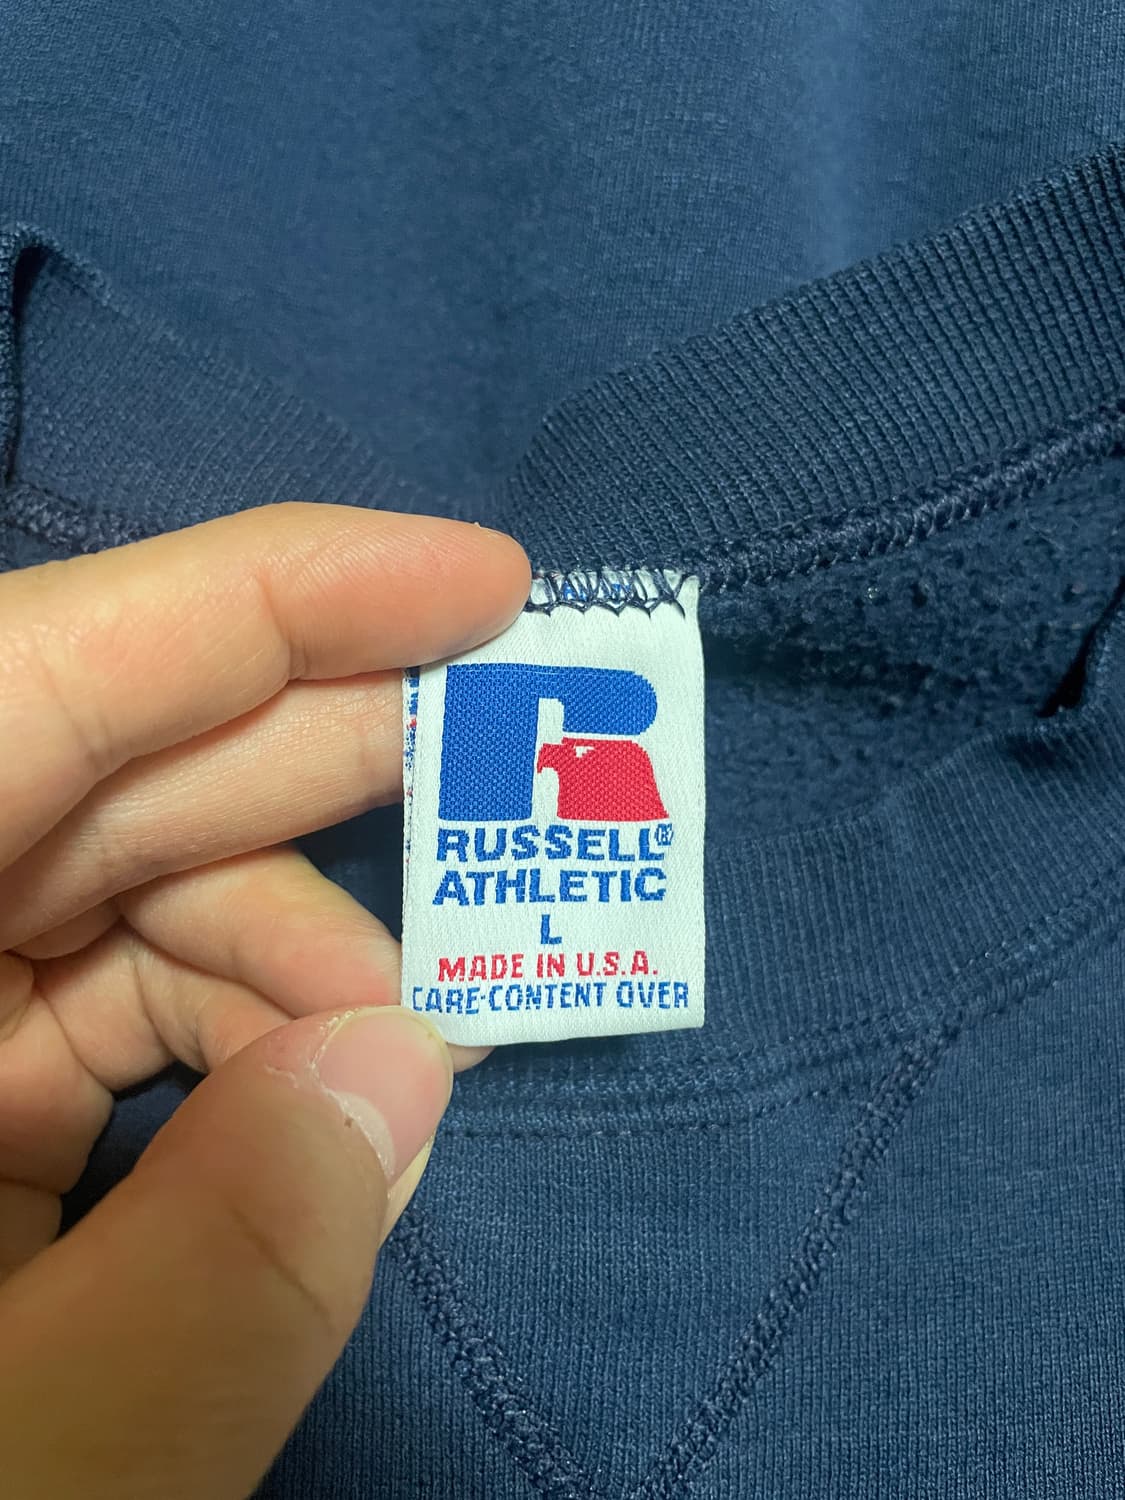 RUSSELL®
ATHLETIC
L
MADE IN U.S.A.
CARE-CONTENT OVER